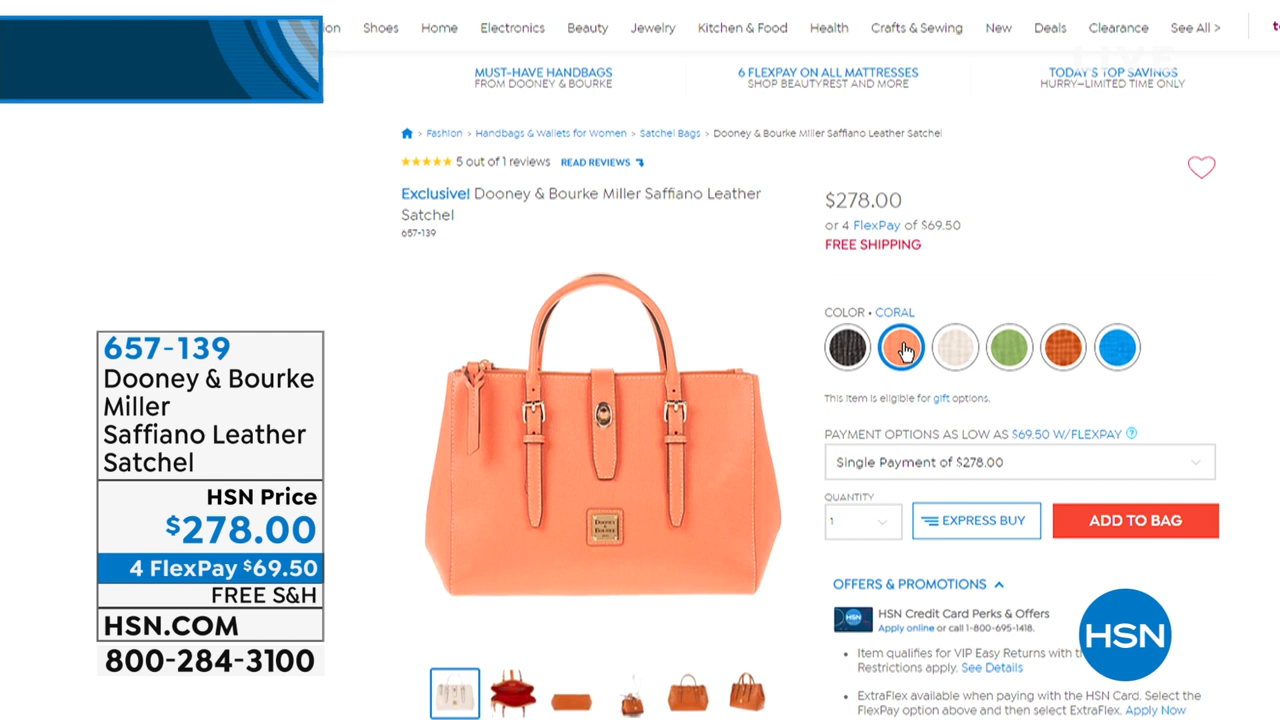 Shoes Home Electronics Beauty Jewelry Kitchen & Food Health Crafts & Sewing New Deals Clearance See All >
LIVE
MUST-HAVE HANDBAGS
FROM DOONEY & BOURKE
6 FLEXPAY ON ALL MATTRESSES
SHOP BEAUTYREST AND MORE
TODAY'S TOP SAVINGS
HURRY—LIMITED TIME ONLY
> Fashion > Handbags & Wallets for Women > Satchel Bags > Dooney & Bourke Miller Saffiano Leather Satchel
5 out of 1 reviews READ REVIEWS
Exclusive! Dooney & Bourke Miller Saffiano Leather
Satchel
657-139
$278.00
or 4 FlexPay of $69.50
FREE SHIPPING
COLOR • CORAL
This item is eligible for gift options.
PAYMENT OPTIONS AS LOW AS $69.50 W/FLEXPAY ?
Single Payment of $278.00
QUANTITY
1
EXPRESS BUY
ADD TO BAG
OFFERS & PROMOTIONS
HSN
HSN Credit Card Perks & Offers
Apply online or call 1-800-695-1418.
• Item qualifies for VIP Easy Returns with
Restrictions apply. See Details
• ExtraFlex available when paying with the HSN Card. Select the
FlexPay option above and then select ExtraFlex. Apply Now
HSN
DOONEY
&
BOURKE
657-139
Dooney & Bourke
Miller
Saffiano Leather
Satchel
HSN Price
$278.00
4 FlexPay $69.50
FREE S&H
HSN.COM
800-284-3100